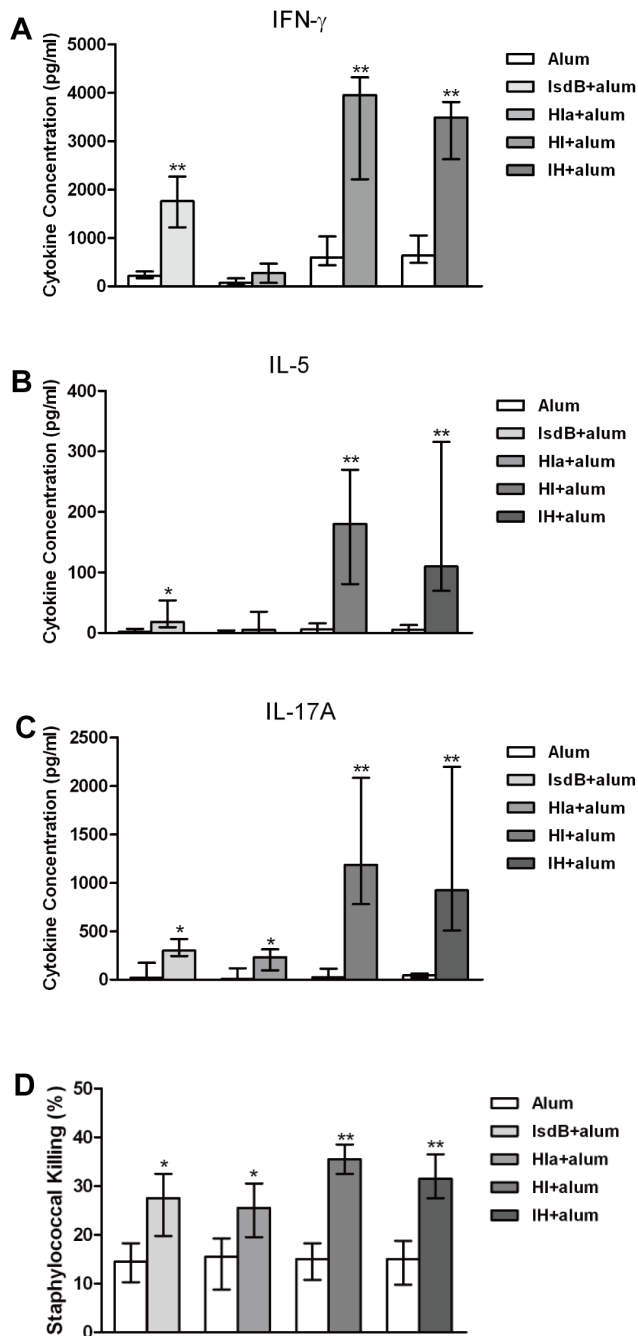 A
IFN-γ
Cytokine Concentration (pg/ml)
5000
4000
3000
2000
1000
0
**
**
**
Alum
IsdB+alum
Hla+alum
HI+alum
IH+alum
B
IL-5
Cytokine Concentration (pg/ml)
400
300
200
100
0
*
**
**
Alum
IsdB+alum
Hla+alum
HI+alum
IH+alum
C
IL-17A
Cytokine Concentration (pg/ml)
2500
2000
1500
1000
500
0
*
*
**
**
Alum
IsdB+alum
Hla+alum
HI+alum
IH+alum
D
Staphylococcal Killing (%)
50
40
30
20
10
0
*
*
**
**
Alum
IsdB+alum
Hla+alum
HI+alum
IH+alum